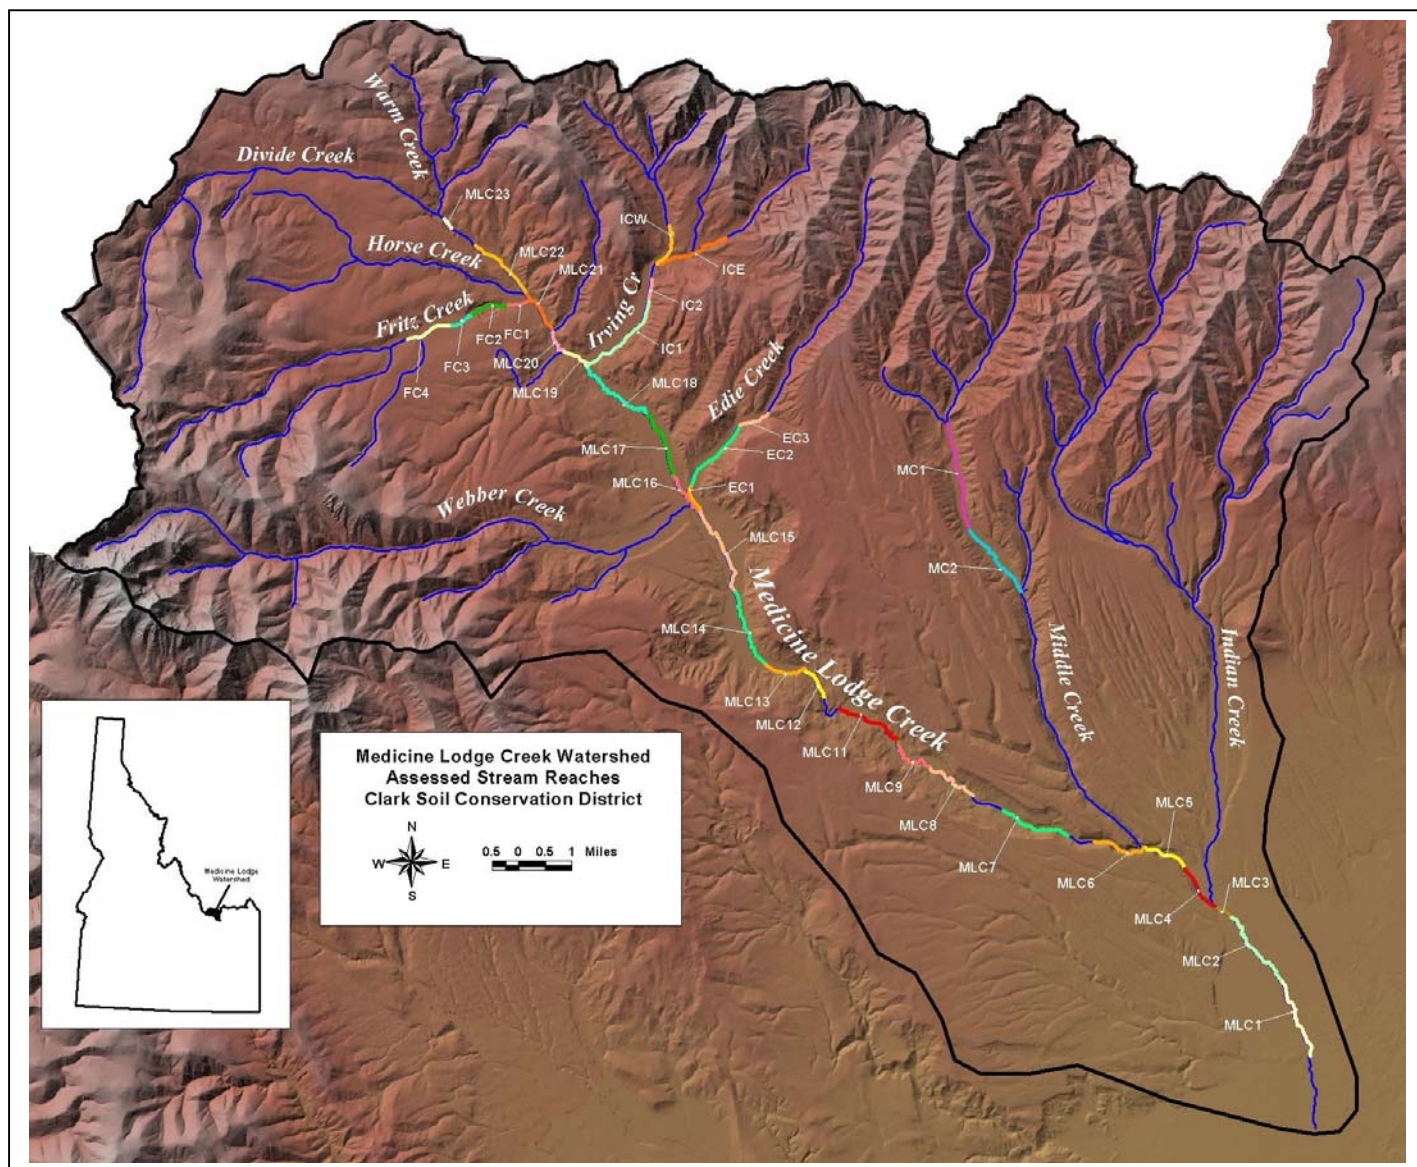 Warm Creek
Divide Creek
MLC23
ICW
Horse Creek
MLC22
MLC21
ICE
Irving Cr
IC2
Fritz Creek
FC2
FC1
IC1
FC3
MLC20
FC4
MLC19
MLC18
Edie Creek
EC3
MLC17
EC2
MC1
MLC16
EC1
Webber Creek
MLC15
MC2
Medicine Lodge Creek
MLC14
Middle Creek
Indian Creek
MLC13
MLC12
MLC11
MLC9
MLC8
MLC7
MLC5
MLC6
MLC3
MLC4
MLC2
MLC1
Medicine Lodge Creek Watershed
Assessed Stream Reaches
Clark Soil Conservation District
N
W E
S
0.5 0 0.5 1 Miles
Medicine Lodge
Watershed